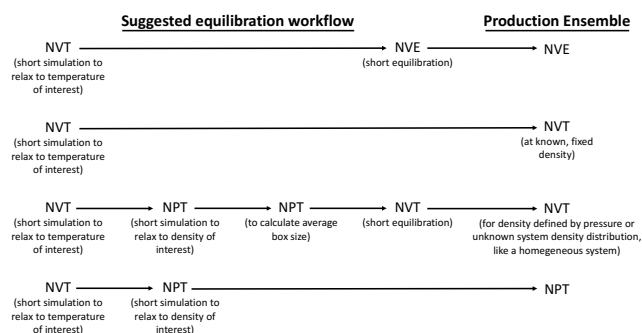 Suggested equilibration workflow
Production Ensemble
NVT
NVE
NVE
(short simulation to
relax to temperature
of interest)
(short equilibration)
NVT
NVT
(short simulation to
relax to temperature
of interest)
(at known, fixed
density)
NVT
NPT
NPT
NVT
NVT
(short simulation to
relax to temperature
of interest)
(short simulation to
relax to density of
interest)
(to calculate average
box size)
(short equilibration)
(for density defined by pressure or
unknown system density distribution,
like a homegeneous system)
NVT
NPT
NPT
(short simulation to
relax to temperature
of interest)
(short simulation to
relax to density of
interest)